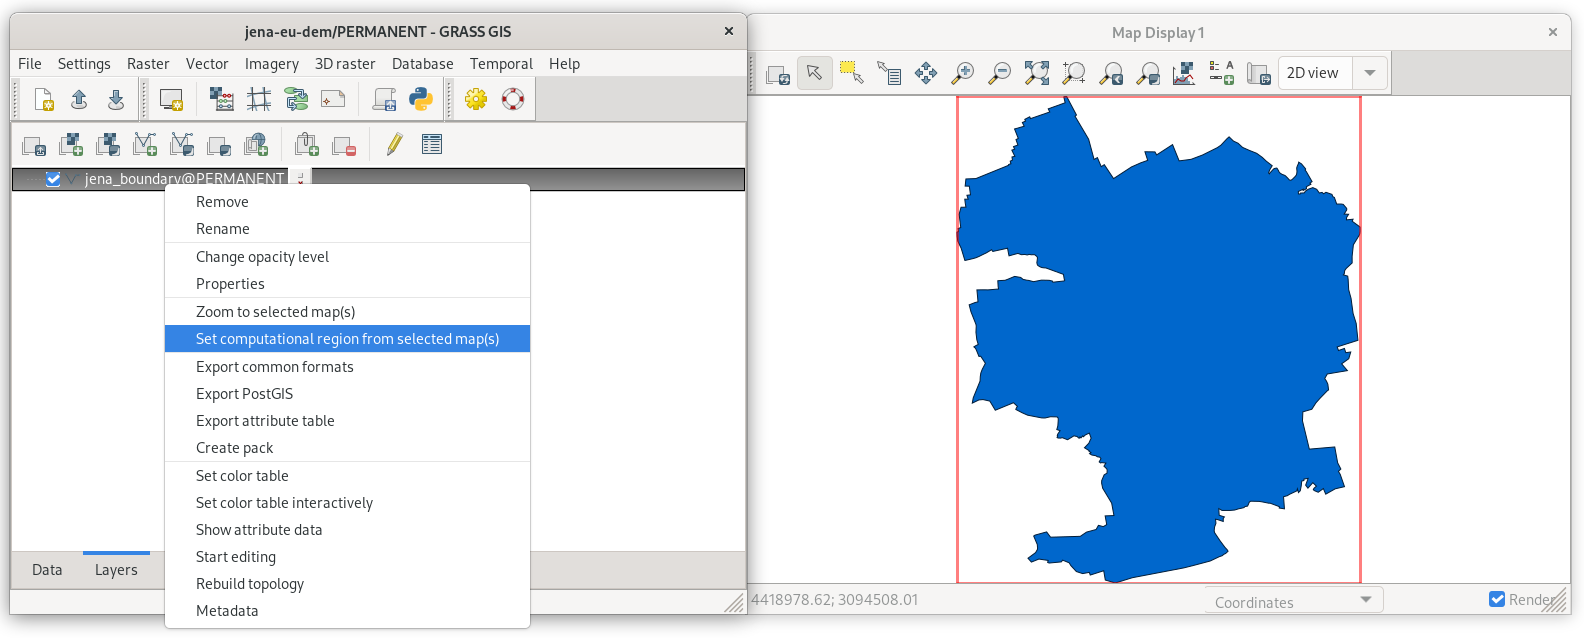 jena-eu-dem/PERMANENT - GRASS GIS
File Settings Raster Vector Imagery 3D raster Database Temporal Help
jena_boundary@PERMANENT
Remove
Rename
Change opacity level
Properties
Zoom to selected map(s)
Set computational region from selected map(s)
Export common formats
Export PostGIS
Export attribute table
Create pack
Set color table
Set color table interactively
Show attribute data
Start editing
Rebuild topology
Metadata
Data Layers
Map Display 1
2D view
4418978.62; 3094508.01
Coordinates
Render